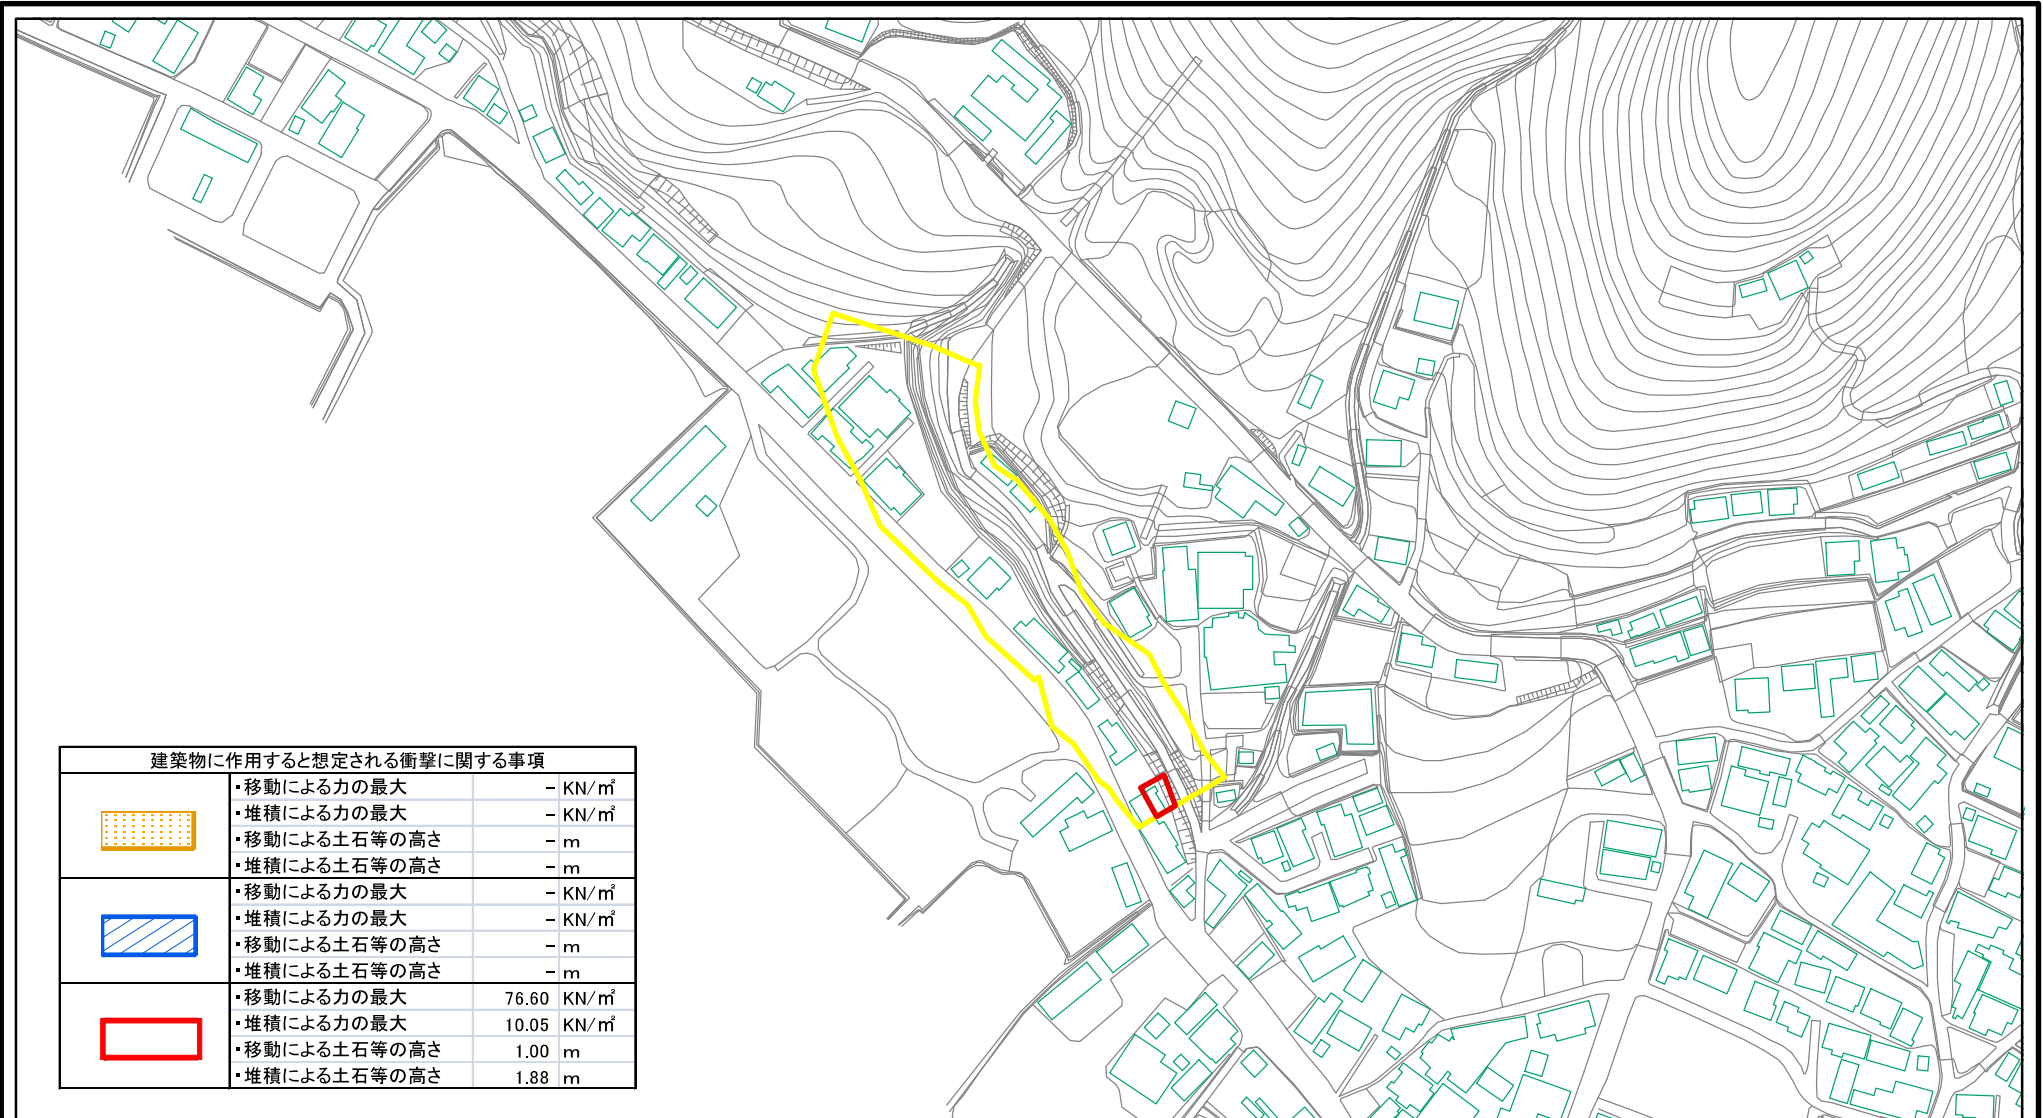 建築物に作用すると想定される衝撃に関する事項
・移動による力の最大 － KN/㎡
・堆積による力の最大 － KN/㎡
・移動による土石等の高さ － m
・堆積による土石等の高さ － m
・移動による力の最大 － KN/㎡
・堆積による力の最大 － KN/㎡
・移動による土石等の高さ － m
・堆積による土石等の高さ － m
・移動による力の最大 76.60 KN/㎡
・堆積による力の最大 10.05 KN/㎡
・移動による土石等の高さ 1.00 m
・堆積による土石等の高さ 1.88 m